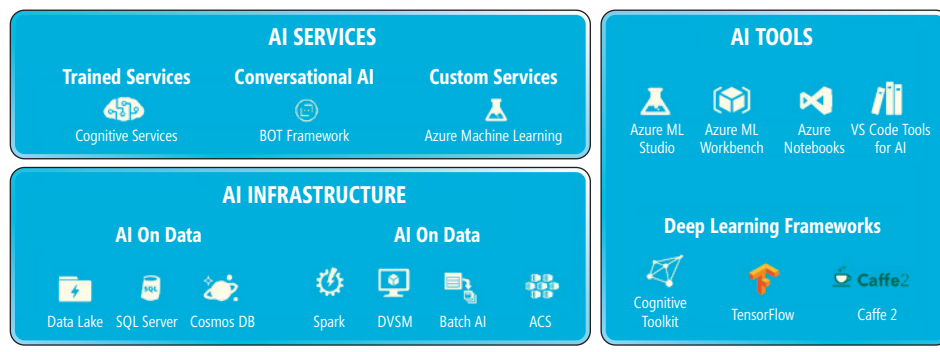 AI SERVICES
Trained Services
Conversational AI
Custom Services
Cognitive Services
BOT Framework
Azure Machine Learning
AI INFRASTRUCTURE
AI On Data
AI On Data
SQL
Data Lake
SQL Server
Cosmos DB
Spark
DVSM
Batch AI
ACS
AI TOOLS
Azure ML
Studio
Azure ML
Workbench
Azure
Notebooks
VS Code Tools
for AI
Deep Learning Frameworks
Caffe2
Cognitive
Toolkit
TensorFlow
Caffe 2